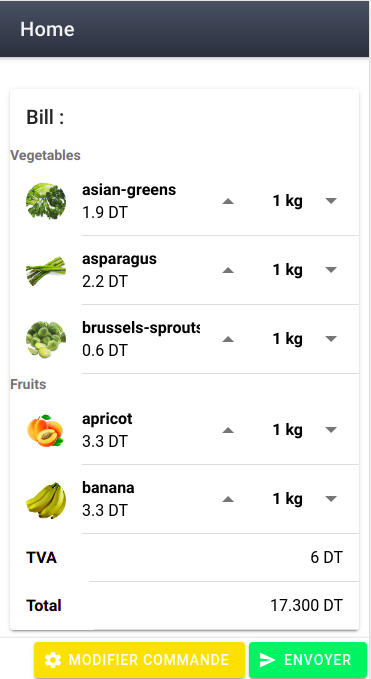 Home
Bill :
Vegetables
asian-greens
1.9 DT
1 kg
asparagus
2.2 DT
1 kg
brussels-sprouts
0.6 DT
1 kg
Fruits
apricot
3.3 DT
1 kg
banana
3.3 DT
1 kg
TVA 6 DT
Total 17.300 DT
MODIFIER COMMANDE ENVOYER